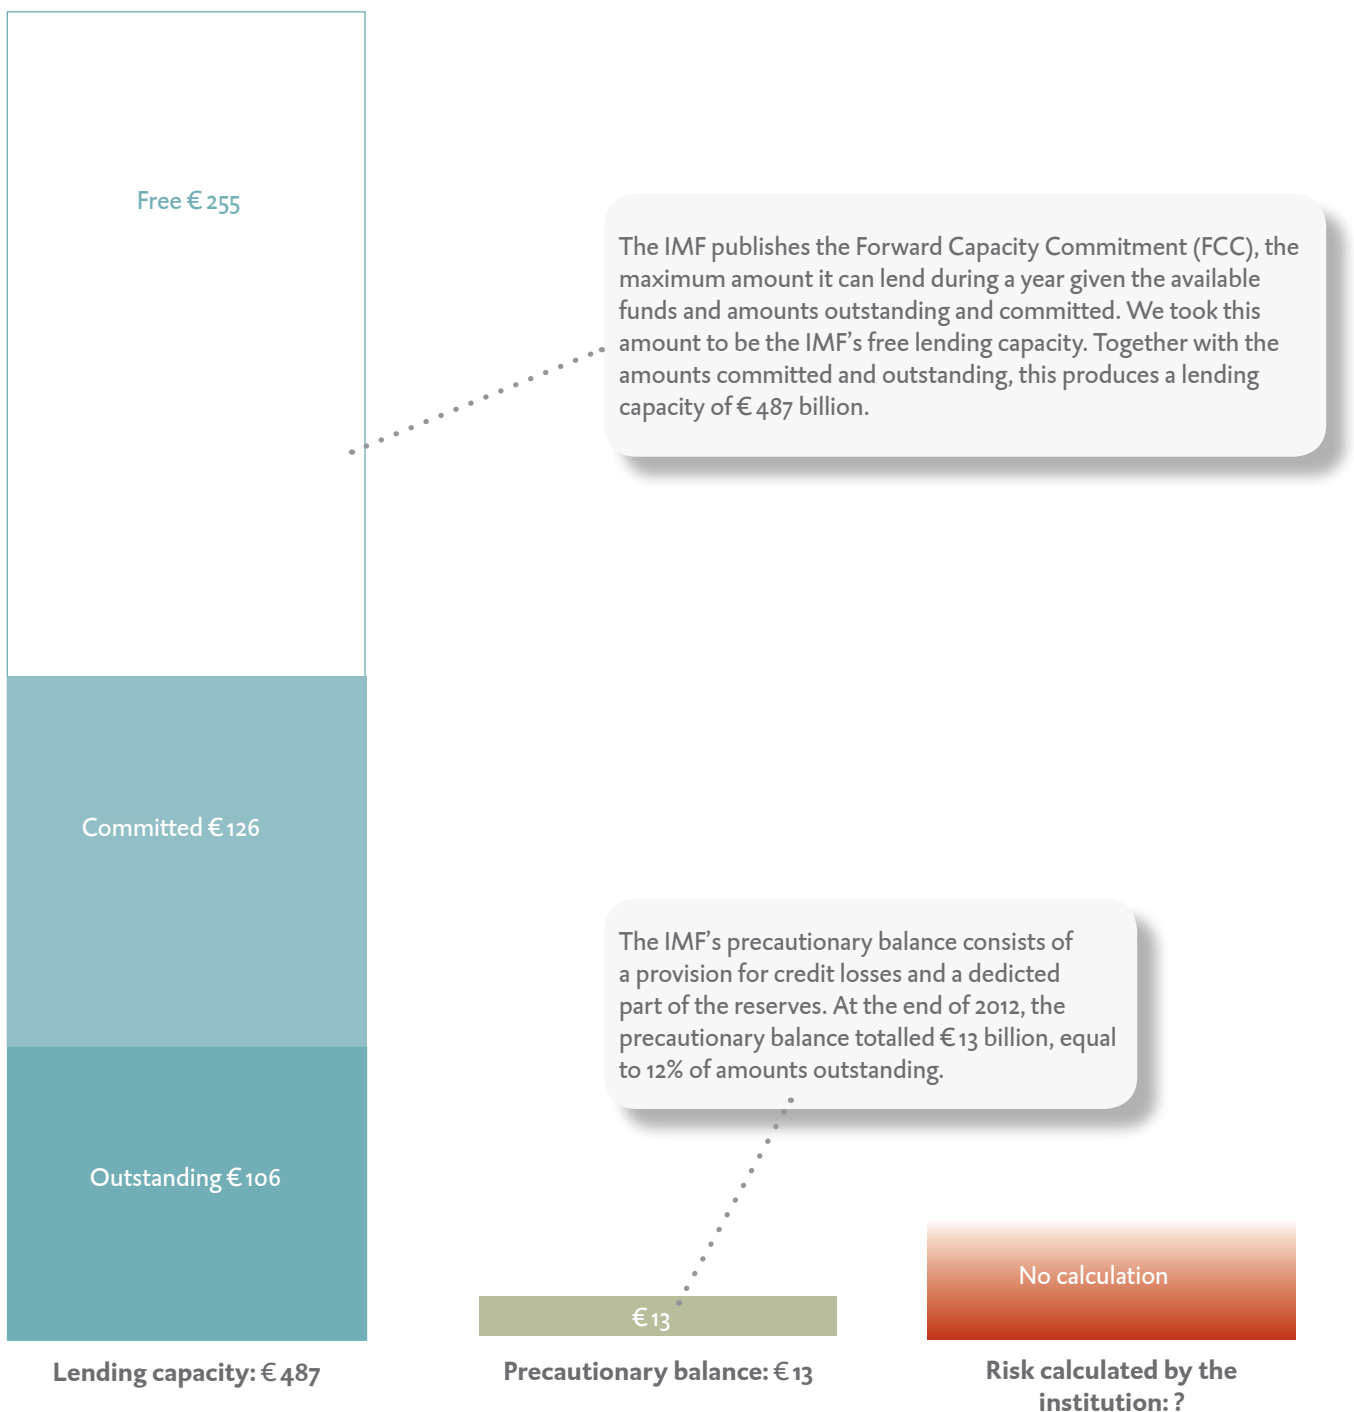 Free € 255
The IMF publishes the Forward Capacity Commitment (FCC), the
maximum amount it can lend during a year given the available
funds and amounts outstanding and committed. We took this
amount to be the IMF’s free lending capacity. Together with the
amounts committed and outstanding, this produces a lending
capacity of € 487 billion.
Committed € 126
The IMF’s precautionary balance consists of
a provision for credit losses and a dedicted
part of the reserves. At the end of 2012, the
precautionary balance totalled € 13 billion, equal
to 12% of amounts outstanding.
Outstanding € 106
No calculation
€ 13
Lending capacity: € 487
Precautionary balance: € 13
Risk calculated by the
institution: ?